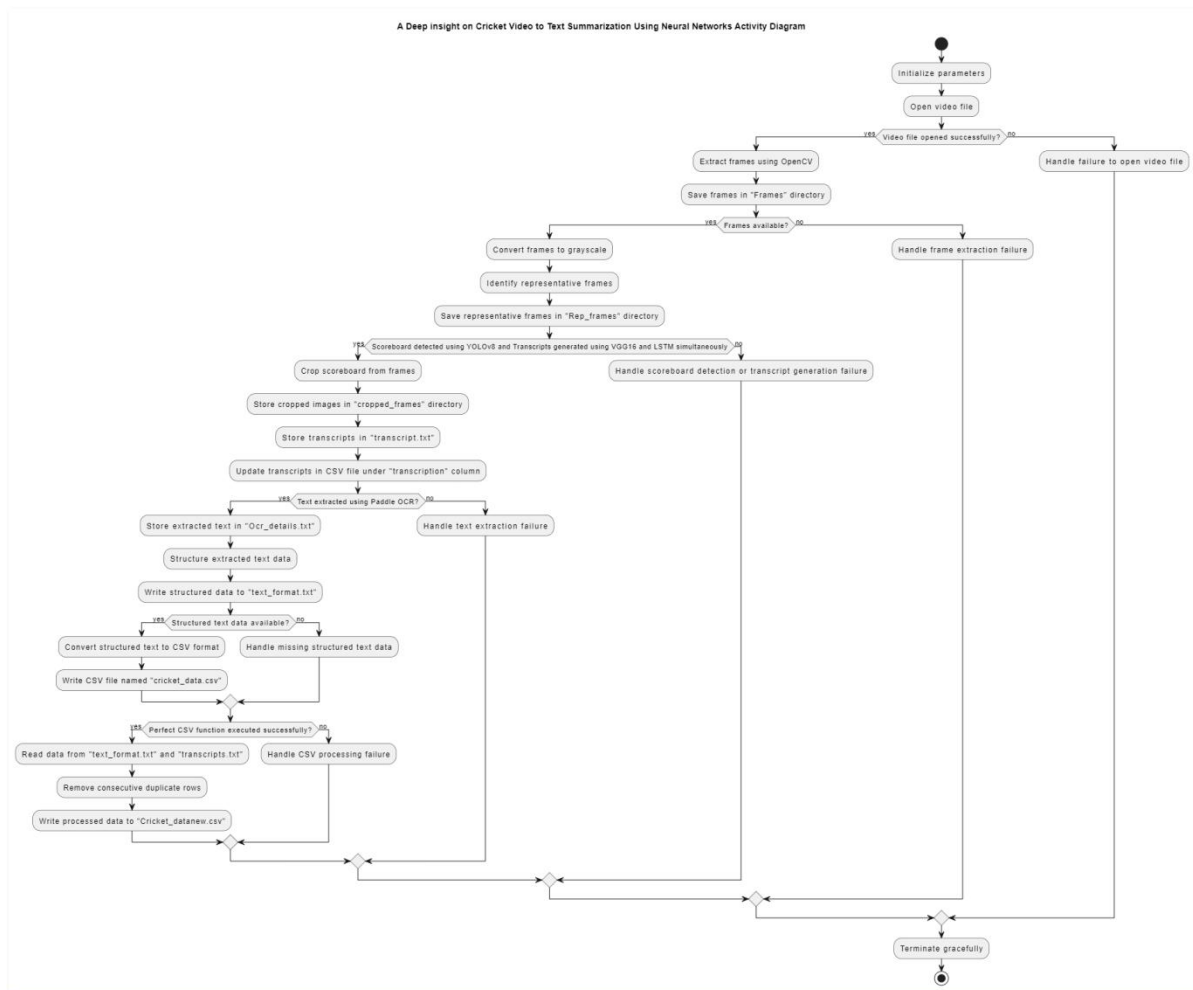 A Deep insight on Cricket Video to Text Summarization Using Neural Networks Activity Diagram
Initialize parameters
Open video file
yes
Video file opened successfully?
no
Extract frames using OpenCV
Handle failure to open video file
Save frames in "Frames" directory
yes
Frames available?
no
Convert frames to grayscale
Handle frame extraction failure
Identify representative frames
Save representative frames in "Rep_frames" directory
yes
Scoreboard detected using YOLOv8 and Transcripts generated using VGG16 and LSTM simultaneously
no
Crop scoreboard from frames
Handle scoreboard detection or transcript generation failure
Store cropped images in "cropped_frames" directory
Store transcripts in "transcript.txt"
Update transcripts in CSV file under "transcription" column
yes
Text extracted using Paddle OCR?
no
Store extracted text in "Ocr_details.txt"
Handle text extraction failure
Structure extracted text data
Write structured data to "text_format.txt"
yes
Structured text data available?
no
Convert structured text to CSV format
Handle missing structured text data
Write CSV file named "cricket_data.csv"
yes
Perfect CSV function executed successfully?
no
Read data from "text_format.txt" and "transcripts.txt"
Handle CSV processing failure
Remove consecutive duplicate rows
Write processed data to "Cricket_datanew.csv"
Terminate gracefully